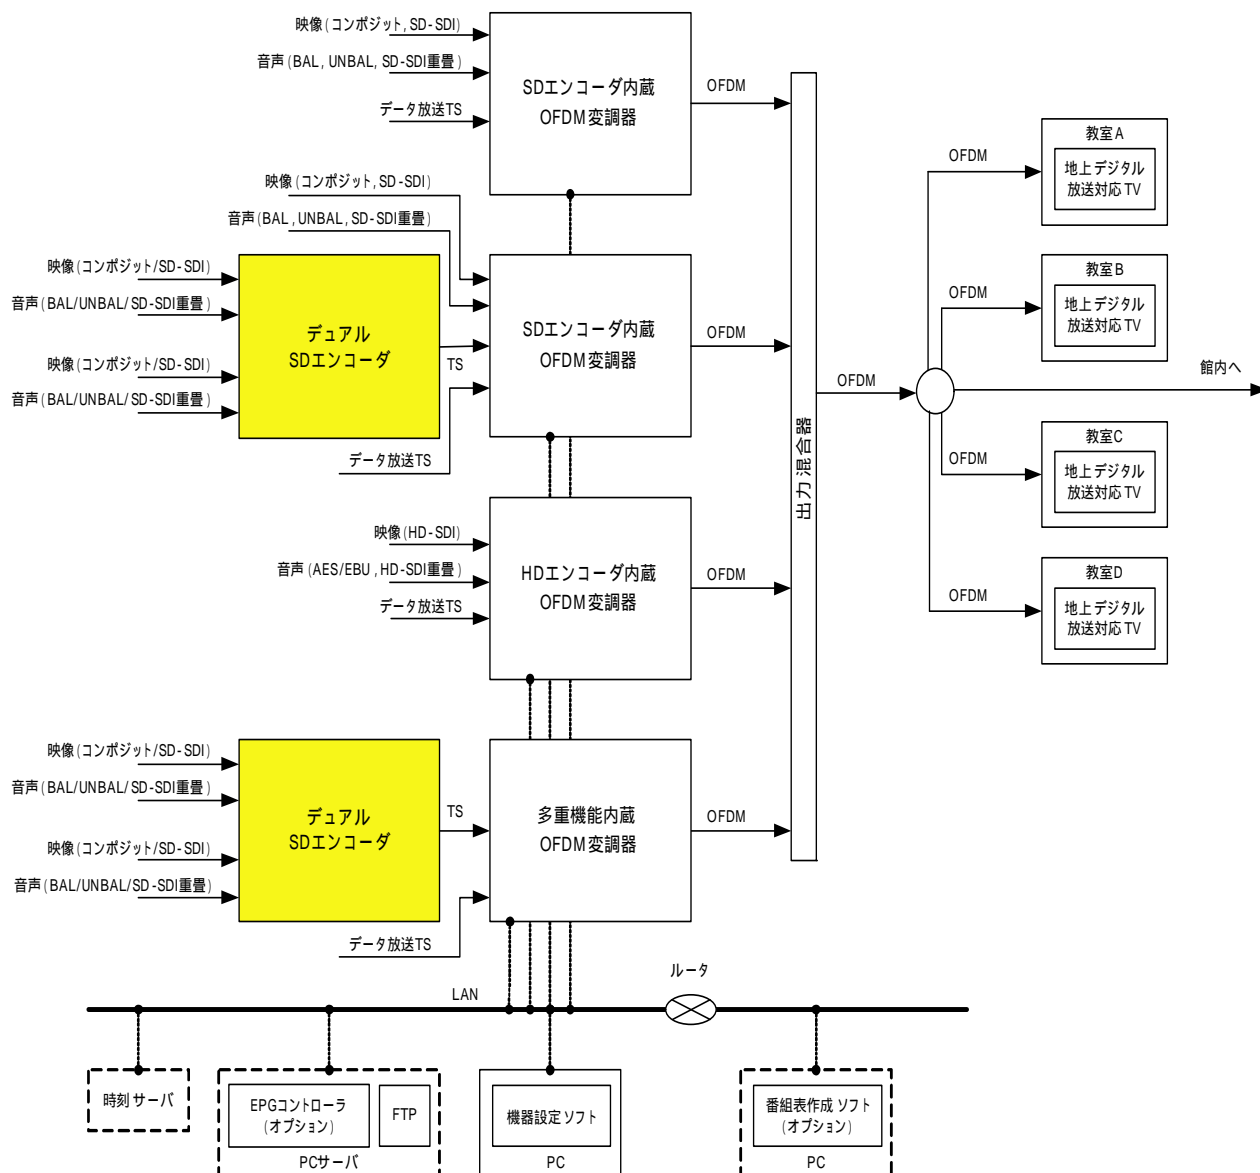 映像(コンポジット,SD-SDI)
音声(BAL,UNBAL,SD-SDI重畳)
データ放送TS
SDエンコーダ内蔵
OFDM変調器
OFDM
映像(コンポジット,SD-SDI)
音声(BAL,UNBAL,SD-SDI重畳)
映像(コンポジット/SD-SDI)
音声(BAL/UNBAL/SD-SDI重畳)
映像(コンポジット/SD-SDI)
音声(BAL/UNBAL/SD-SDI重畳)
デュアル
SDエンコーダ
TS
データ放送TS
SDエンコーダ内蔵
OFDM変調器
OFDM
映像(HD-SDI)
音声(AES/EBU,HD-SDI重畳)
データ放送TS
HDエンコーダ内蔵
OFDM変調器
OFDM
映像(コンポジット/SD-SDI)
音声(BAL/UNBAL/SD-SDI重畳)
映像(コンポジット/SD-SDI)
音声(BAL/UNBAL/SD-SDI重畳)
デュアル
SDエンコーダ
TS
データ放送TS
多重機能内蔵
OFDM変調器
OFDM
出力混合器
OFDM
OFDM
教室A
地上デジタル
放送対応TV
OFDM
教室B
地上デジタル
放送対応TV
館内へ
OFDM
教室C
地上デジタル
放送対応TV
OFDM
教室D
地上デジタル
放送対応TV
LAN
ルータ
時刻サーバ
EPGコントローラ
(オプション)
FTP
PCサーバ
機器設定ソフト
PC
番組表作成ソフト
(オプション)
PC